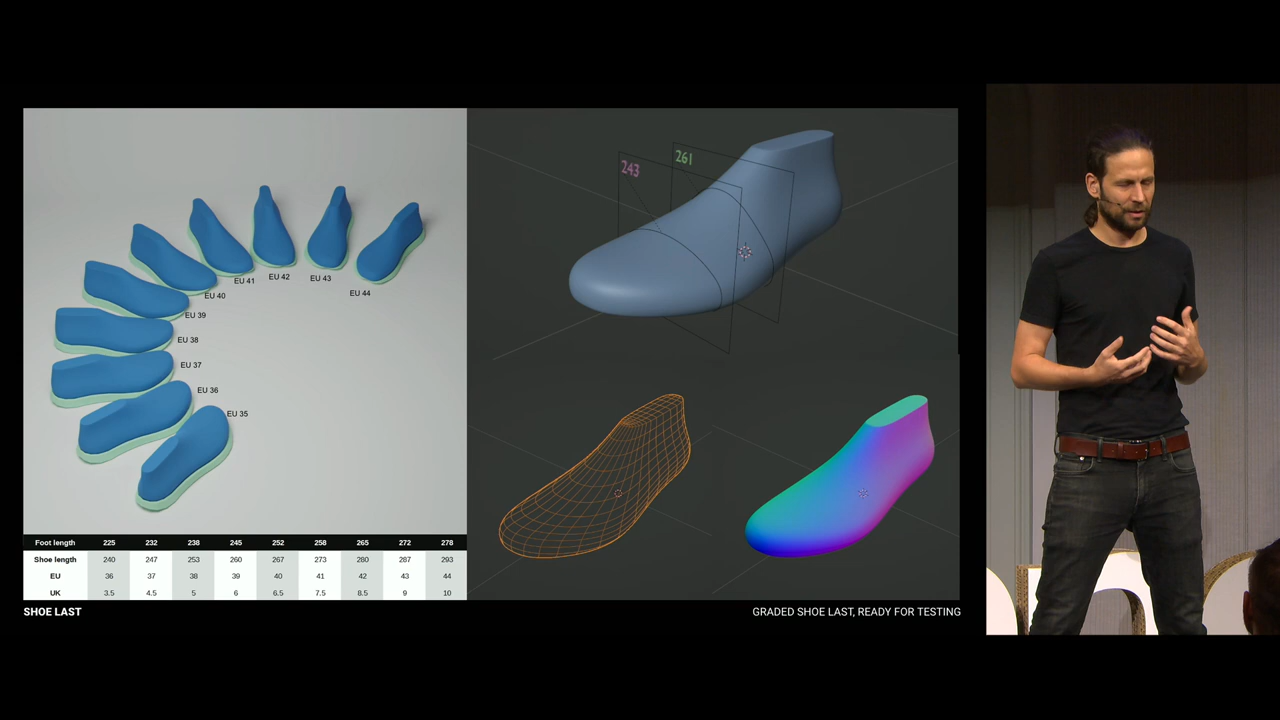 243
261
EU 41
EU 42
EU 43
EU 40
EU 44
EU 39
EU 38
EU 37
EU 36
EU 35
Foot length 225 232 238 245 252 258 265 272 278
Shoe length 240 247 253 260 267 273 280 287 293
EU 36 37 38 39 40 41 42 43 44
UK 3.5 4.5 5 6 6.5 7.5 8.5 9 10
SHOE LAST
GRADED SHOE LAST, READY FOR TESTING